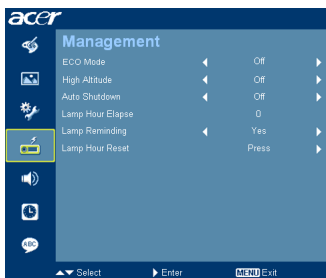 acer
Management
ECO Mode Off
High Altitude Off
Auto Shutdown Off
Lamp Hour Elapse 0
Lamp Reminding Yes
Lamp Hour Reset Press
ABC
Select Enter MENU Exit